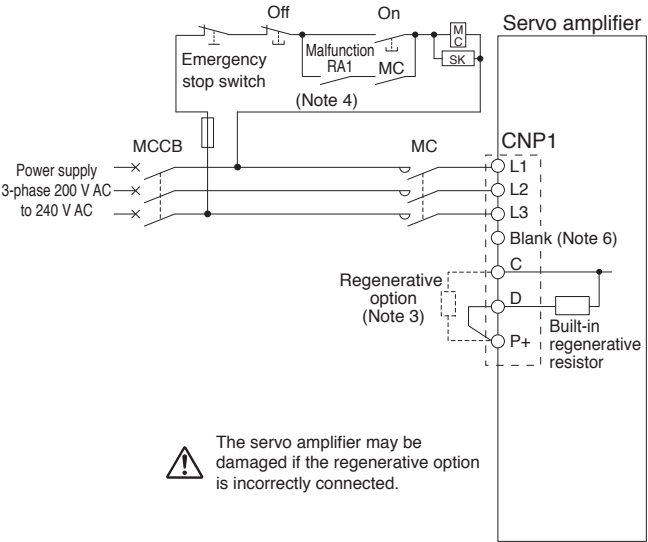 Off
On
Servo amplifier
M
C
SK
Emergency
stop switch
Malfunction
RA1
MC
(Note 4)
MCCB
MC
CNP1
Power supply
3-phase 200 V AC
to 240 V AC
L1
L2
L3
Blank (Note 6)
C
Regenerative
option
(Note 3)
D
Built-in
regenerative
resistor
P+
The servo amplifier may be
damaged if the regenerative option
is incorrectly connected.